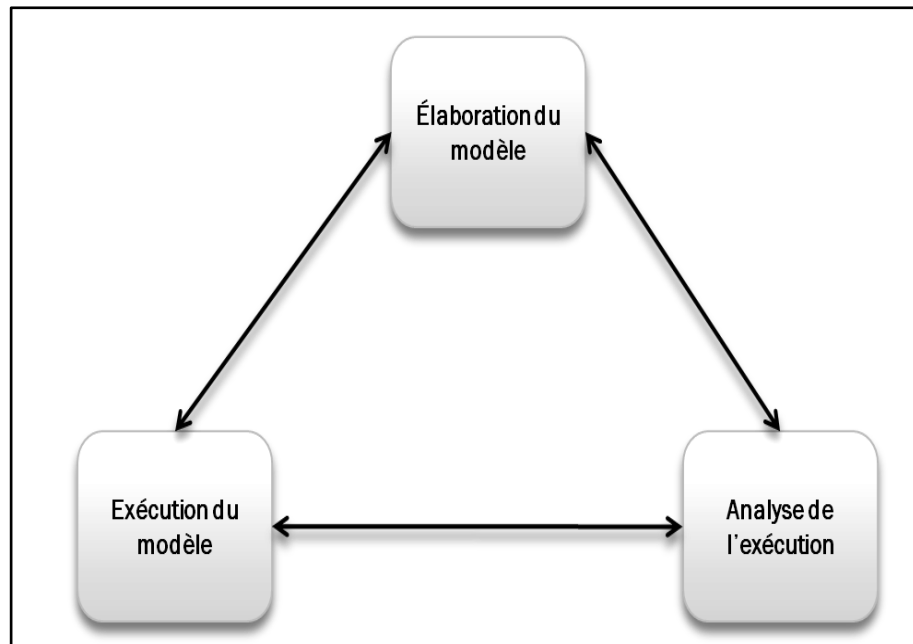 Élaboration du
modèle
Exécution du
modèle
Analyse de
l'exécution